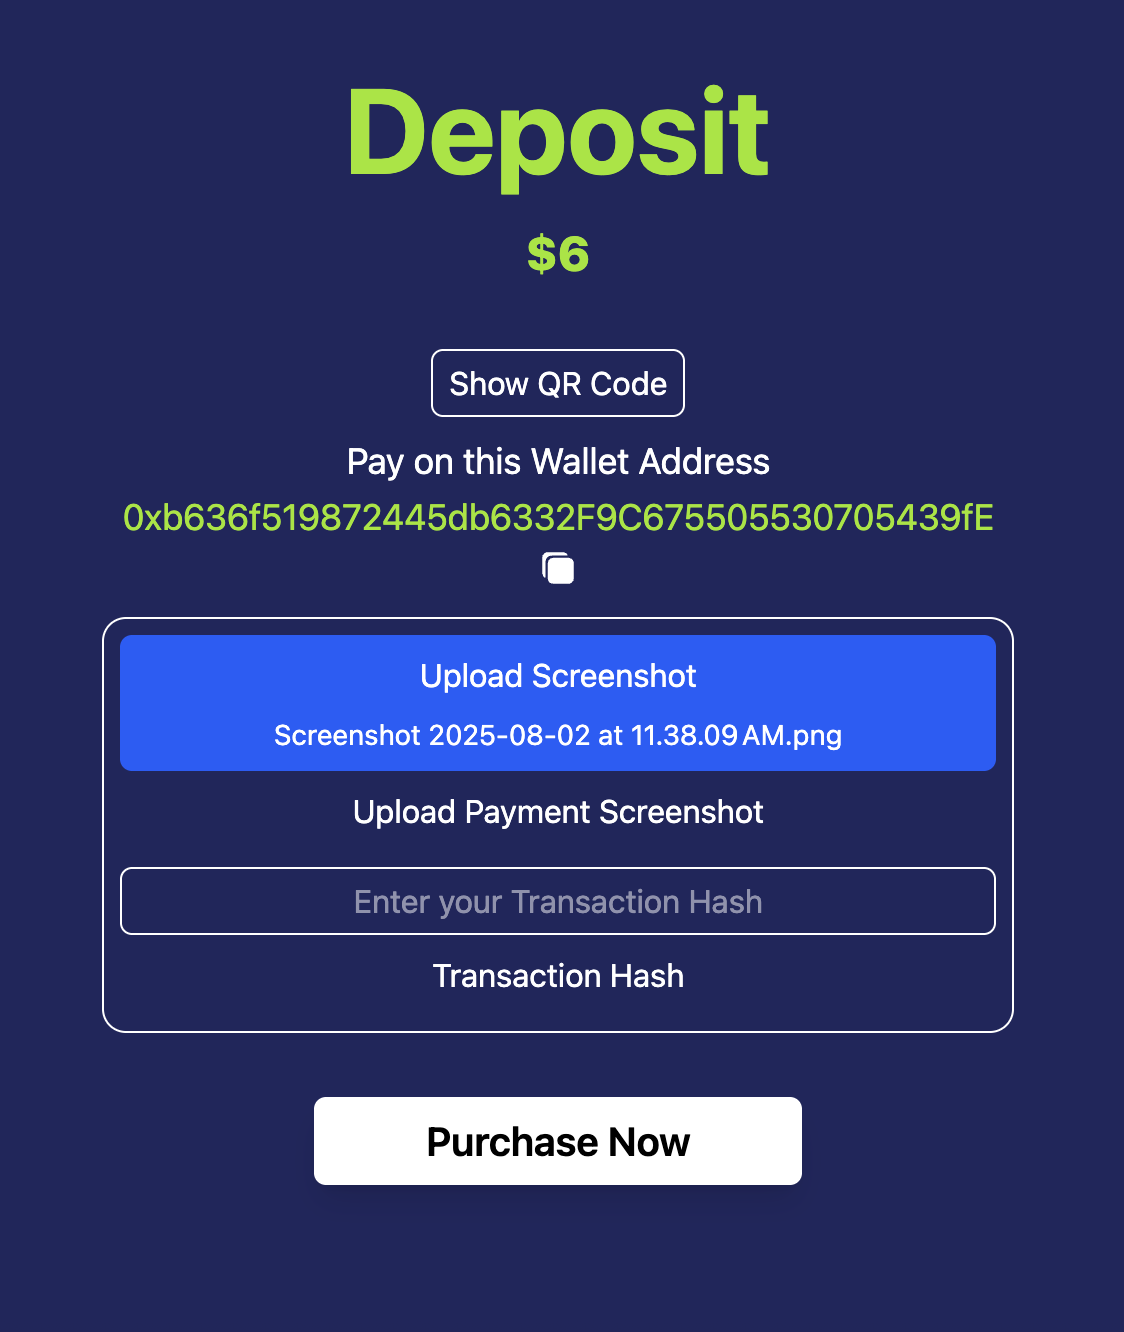 Deposit
$6
Show QR Code
Pay on this Wallet Address
0xb636f519872445db6332F9C675505530705439fE
Upload Screenshot
Screenshot 2025-08-02 at 11.38.09 AM.png
Upload Payment Screenshot
Enter your Transaction Hash
Transaction Hash
Purchase Now